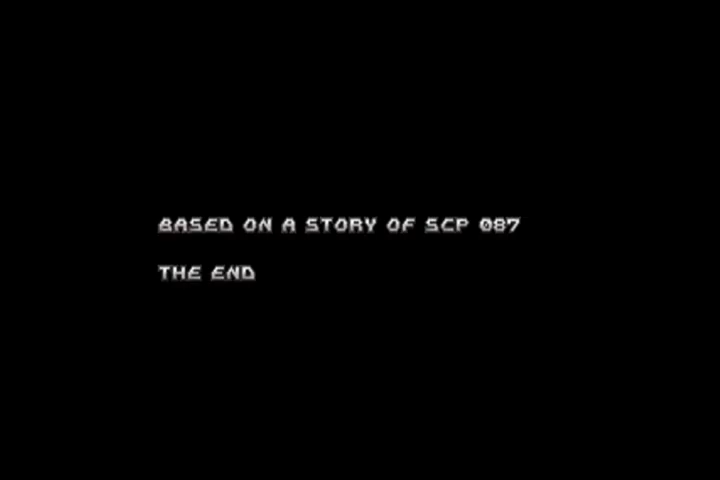 BASED ON A STORY OF SCP 087
THE END